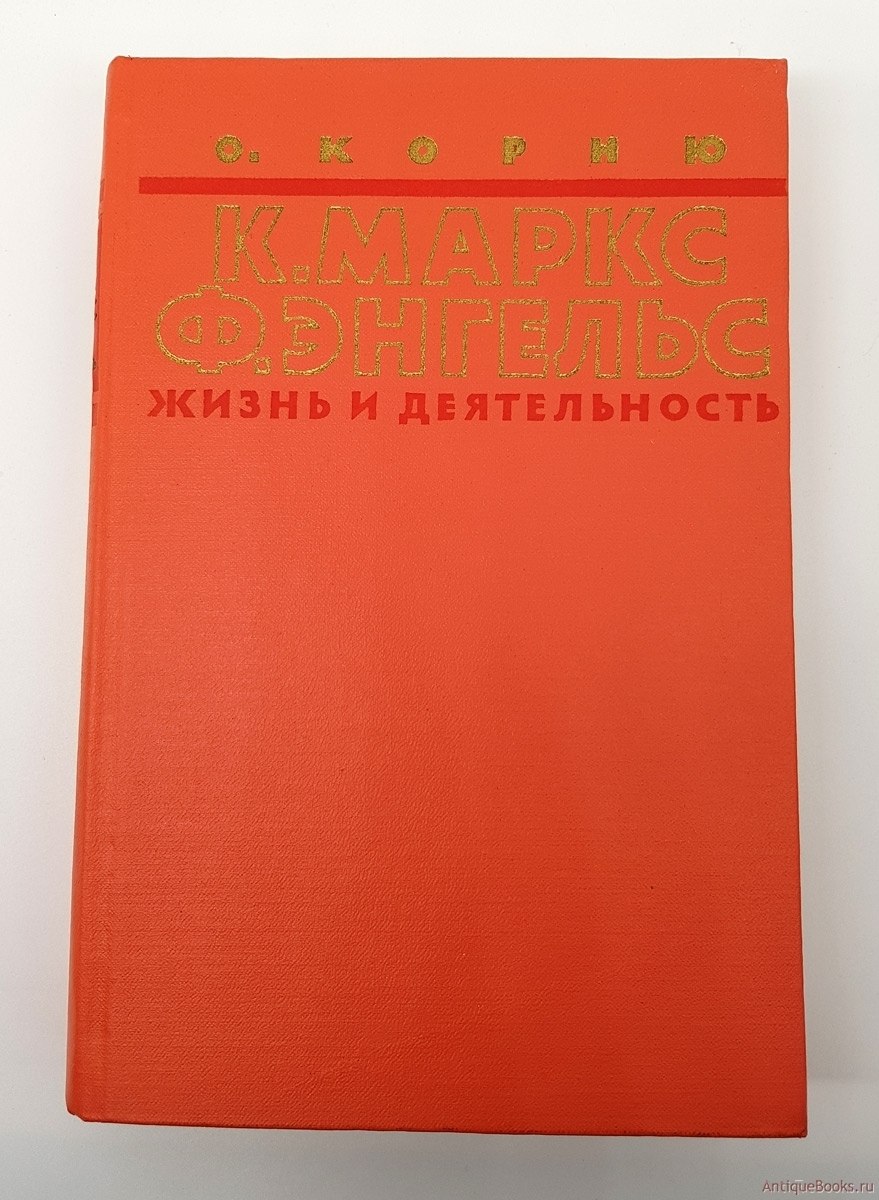 О. КОРНЮ
К. МАРКС
Ф. ЭНГЕЛЬС
ЖИЗНЬ И ДЕЯТЕЛЬНОСТЬ
AntiqueBooks.ru